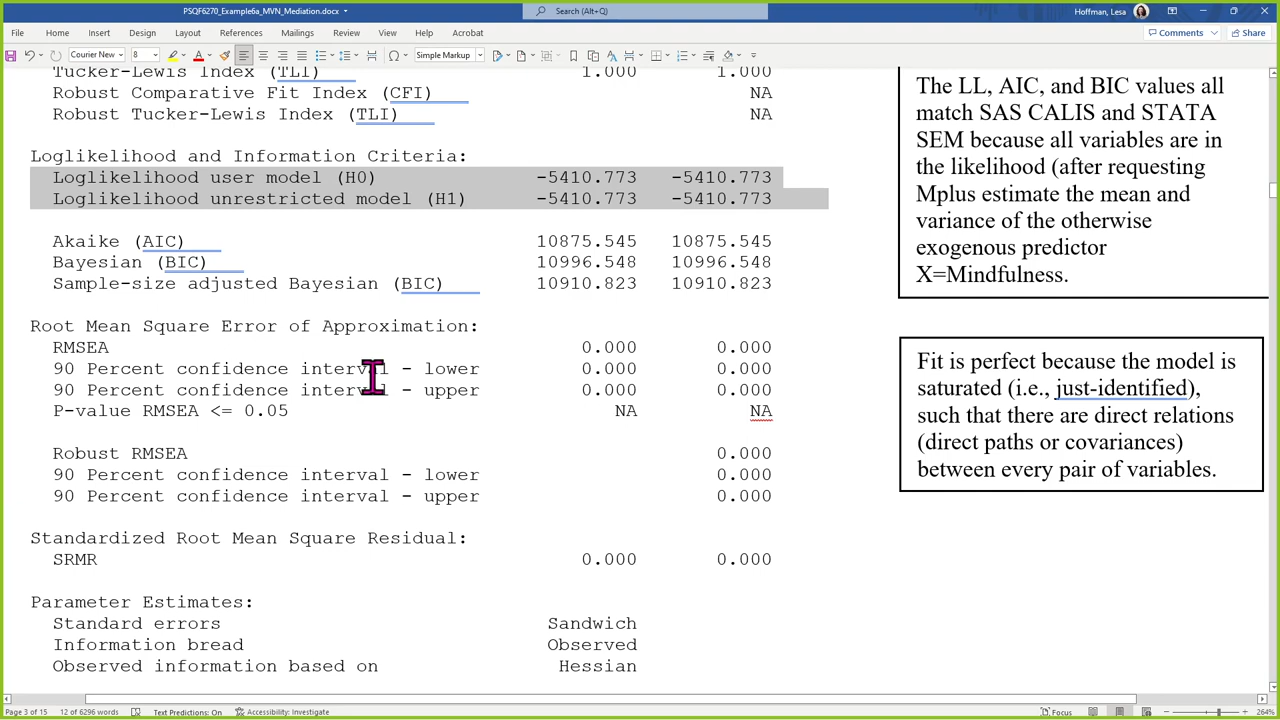 PSQF6270_Example6a_MVN_Mediation.docx
Search (Alt+Q)
Hoffman, Lesa
File Home Insert Draw Design Layout References Mailings Review View Help Acrobat
Comments Share
Courier New 8 Simple Markup
Tucker-Lewis Index (TLI) 1.000 1.000
Robust Comparative Fit Index (CFI) NA
Robust Tucker-Lewis Index (TLI) NA
Loglikelihood and Information Criteria:
Loglikelihood user model (H0) -5410.773 -5410.773
Loglikelihood unrestricted model (H1) -5410.773 -5410.773
Akaike (AIC) 10875.545 10875.545
Bayesian (BIC) 10996.548 10996.548
Sample-size adjusted Bayesian (BIC) 10910.823 10910.823
Root Mean Square Error of Approximation:
RMSEA 0.000 0.000
90 Percent confidence interval - lower 0.000 0.000
90 Percent confidence interval - upper 0.000 0.000
P-value RMSEA <= 0.05 NA NA
Robust RMSEA 0.000
90 Percent confidence interval - lower 0.000
90 Percent confidence interval - upper 0.000
Standardized Root Mean Square Residual:
SRMR 0.000 0.000
Parameter Estimates:
Standard errors Sandwich
Information bread Observed
Observed information based on Hessian
The LL, AIC, and BIC values all
match SAS CALIS and STATA
SEM because all variables are in
the likelihood (after requesting
Mplus estimate the mean and
variance of the otherwise
exogenous predictor
X=Mindfulness.
Fit is perfect because the model is
saturated (i.e., just-identified),
such that there are direct relations
(direct paths or covariances)
between every pair of variables.
Page 3 of 15 12 of 6296 words Text Predictions: On Accessibility: Investigate
Focus 264%